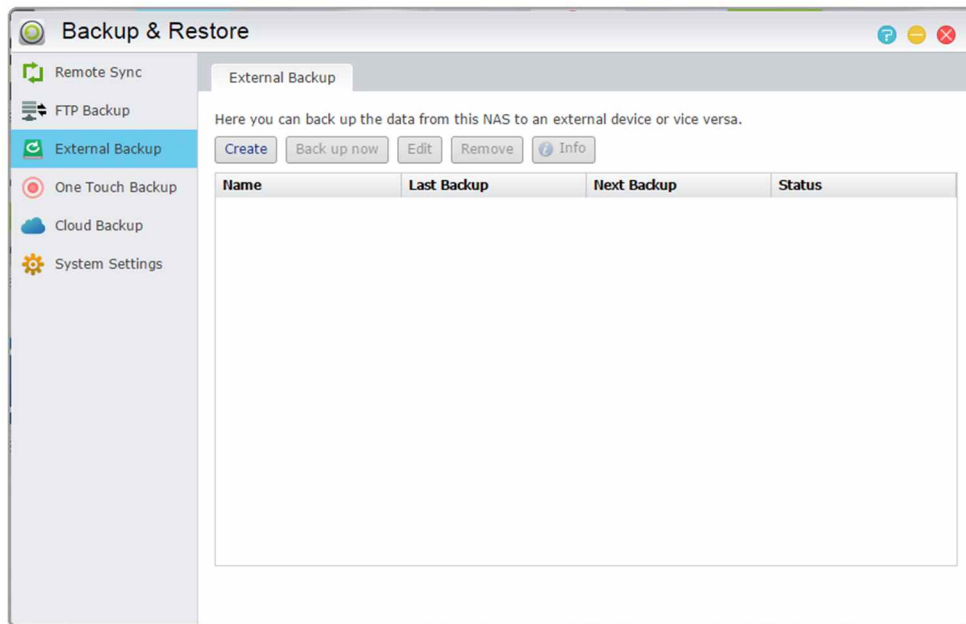 Backup & Restore
Remote Sync
FTP Backup
External Backup
One Touch Backup
Cloud Backup
System Settings
External Backup
Here you can back up the data from this NAS to an external device or vice versa.
Create Back up now Edit Remove Info
Name Last Backup Next Backup Status